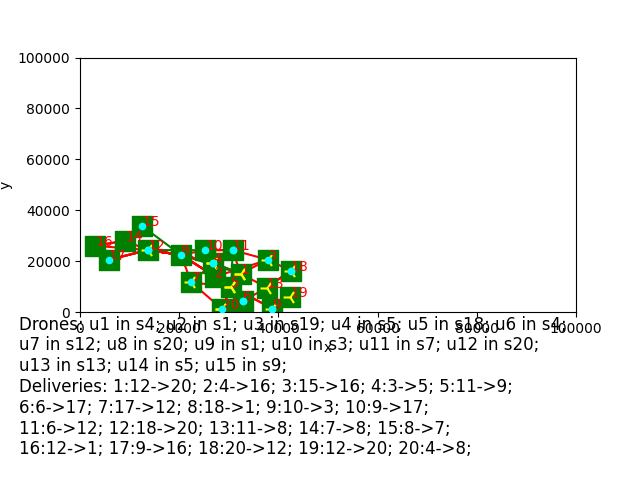 100000
80000
60000
40000
20000
0
y
0 20000 40000 60000 80000 100000
x
Drones: u1 in s4; u2 in s1; u3 in s19; u4 in s5; u5 in s18; u6 in s4;
u7 in s12; u8 in s20; u9 in s1; u10 in s3; u11 in s7; u12 in s20;
u13 in s13; u14 in s5; u15 in s9;
Deliveries: 1:12->20; 2:4->16; 3:15->16; 4:3->5; 5:11->9;
6:6->17; 7:17->12; 8:18->1; 9:10->3; 10:9->17;
11:6->12; 12:18->20; 13:11->8; 14:7->8; 15:8->7;
16:12->1; 17:9->16; 18:20->12; 19:12->20; 20:4->8;